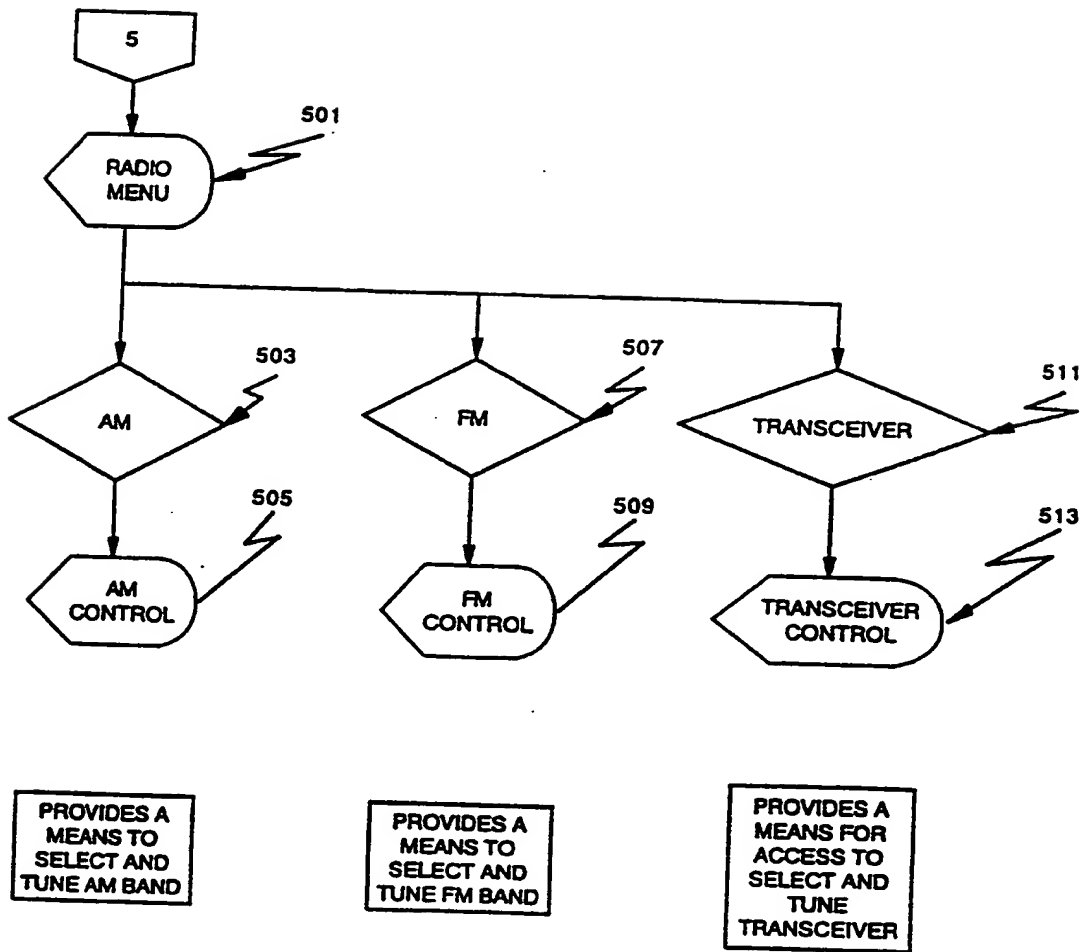 5
501
RADIO
MENU
503
507
511
AM
FM
TRANSCEIVER
505
509
513
AM
CONTROL
FM
CONTROL
TRANSCEIVER
CONTROL
PROVIDES A
MEANS TO
SELECT AND
TUNE AM BAND
PROVIDES A
MEANS TO
SELECT AND
TUNE FM BAND
PROVIDES A
MEANS FOR
ACCESS TO
SELECT AND
TUNE
TRANSCEIVER